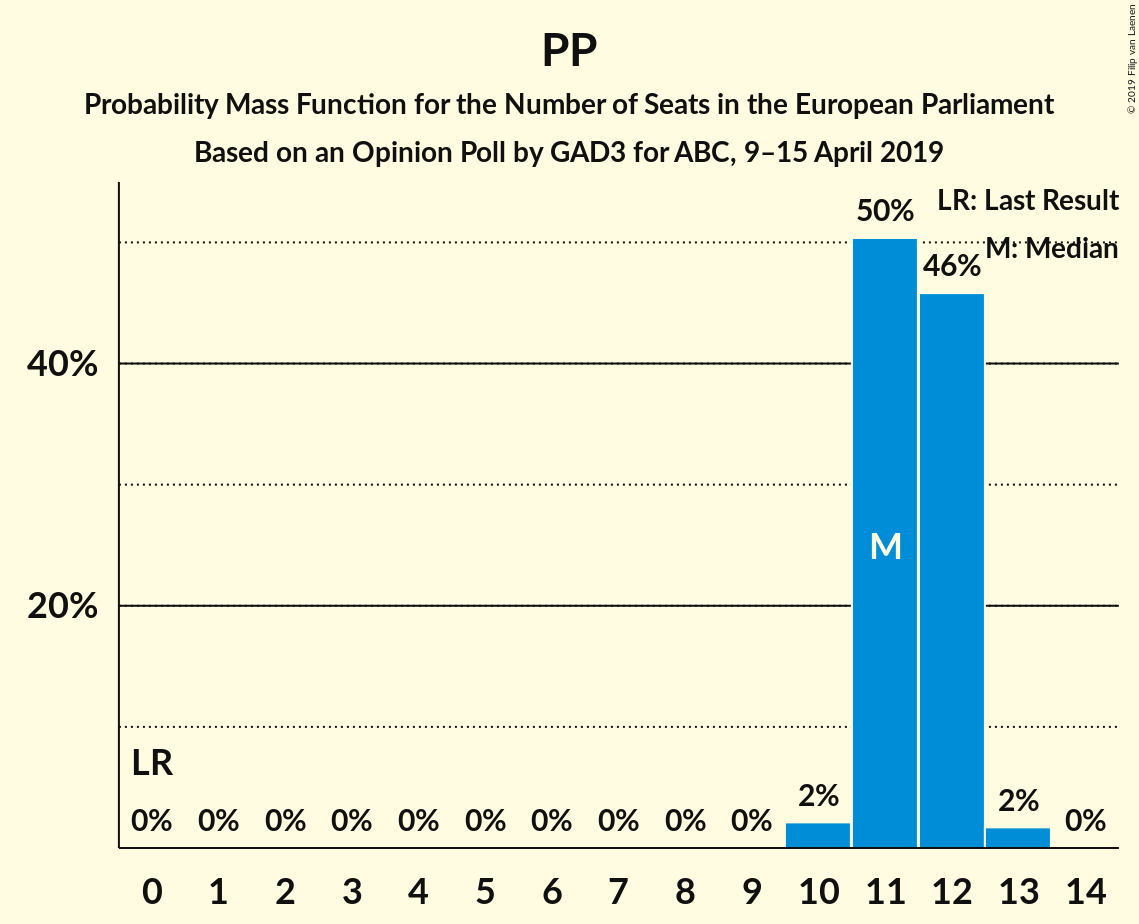 PP
Probability Mass Function for the Number of Seats in the European Parliament
Based on an Opinion Poll by GAD3 for ABC, 9–15 April 2019
© 2019 Filip van Laenen
LR: Last Result
M: Median
50%
46%
40%
M
20%
LR
0% 0% 0% 0% 0% 0% 0% 0% 0% 0% 2% 2% 0%
0 1 2 3 4 5 6 7 8 9 10 11 12 13 14